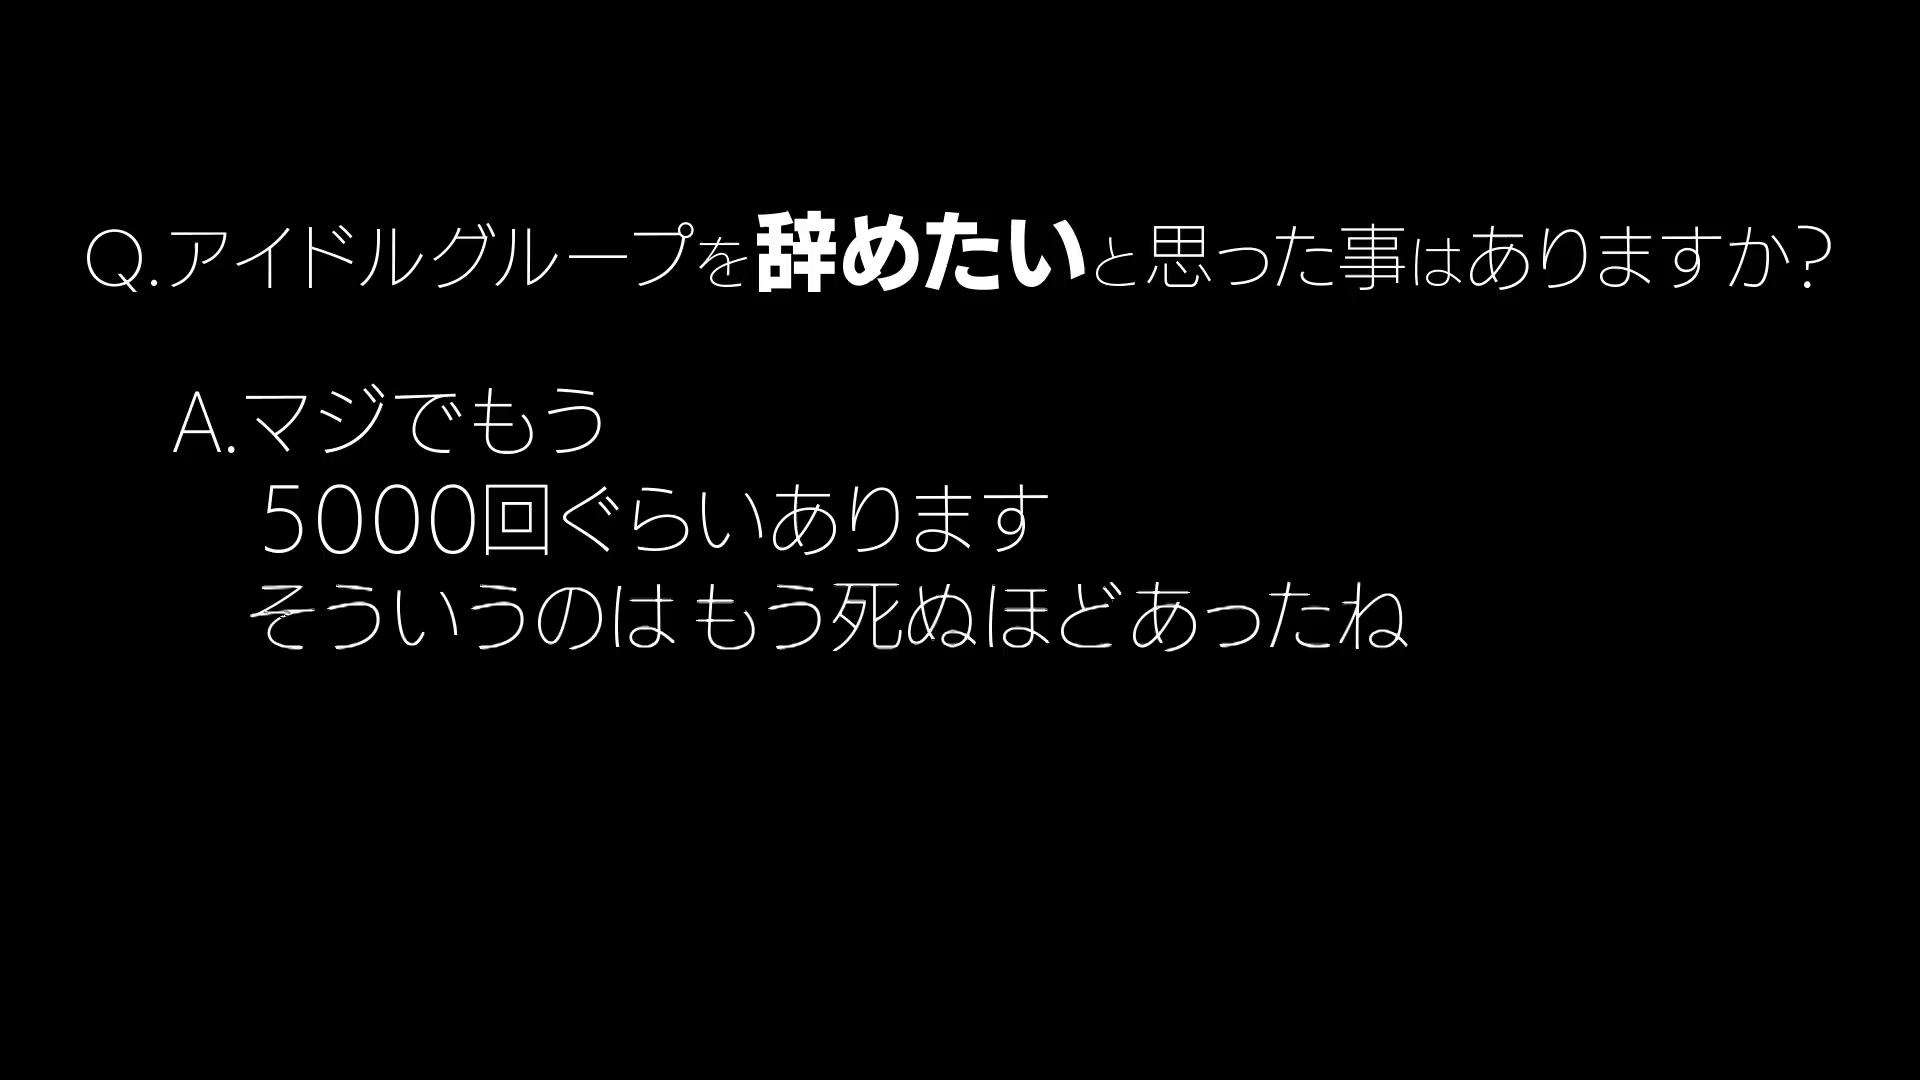 Q.アイドルグループを辞めたいと思った事はありますか?
A.マジでもう
5000回ぐらいあります
そういうのは もう死ぬほどあったね